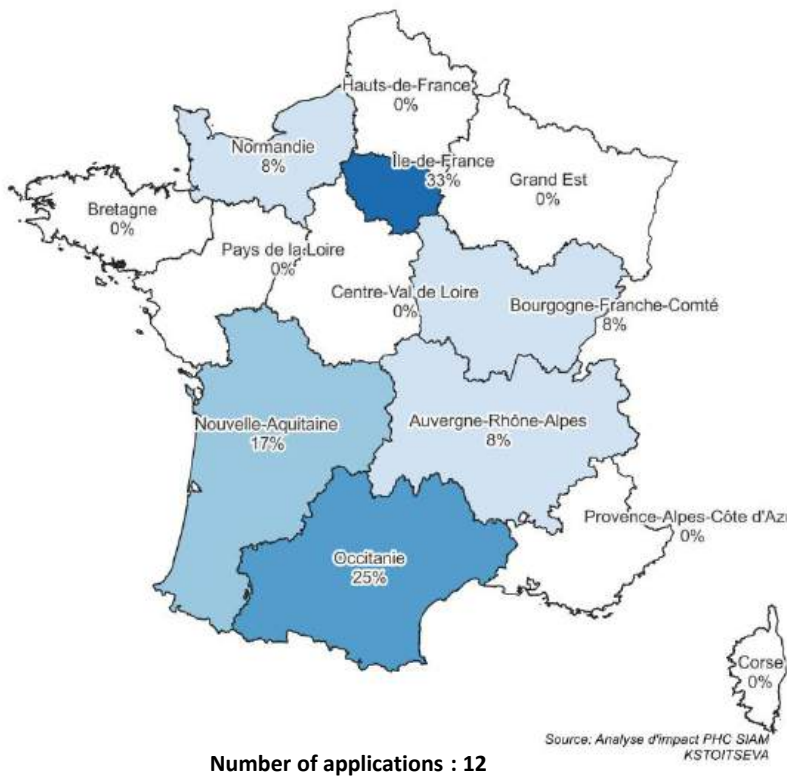 Hauts-de-France
0%
Normandie
8%
Île-de-France
33%
Grand Est
0%
Bretagne
0%
Pays de la Loire
0%
Centre-Val de Loire
0%
Bourgogne-Franche-Comté
8%
Nouvelle-Aquitaine
17%
Auvergne-Rhône-Alpes
8%
Provence-Alpes-Côte d'Az
0%
Occitanie
25%
Corse
0%
Source: Analyse d'impact PHC SIAM
KSTOITSEVA
Number of applications : 12